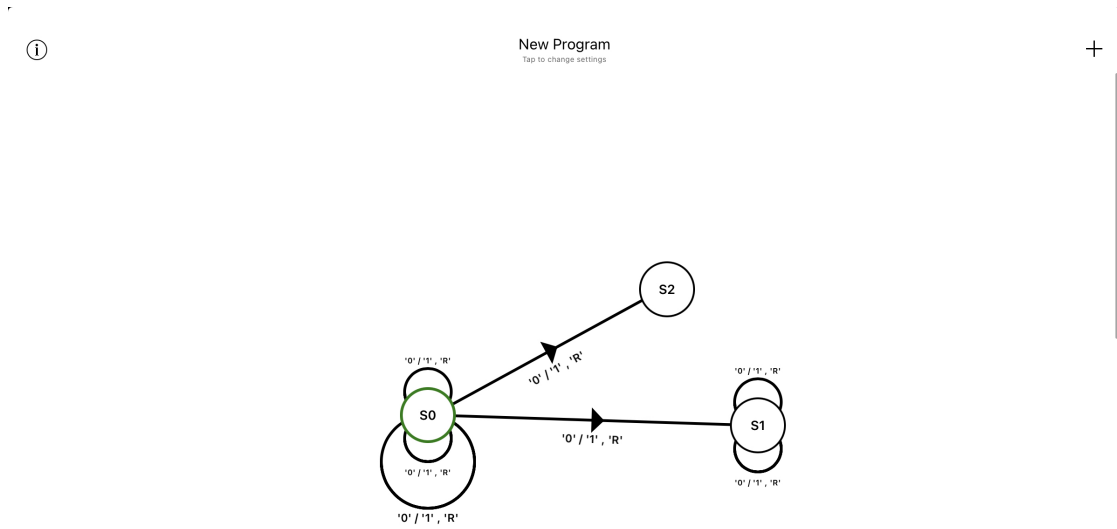 New Program
Tap to change settings
S2
'0' / '1' , 'R'
'0' / '1' , 'R'
'0' / '1' , 'R'
S0
S1
'0' / '1' , 'R'
'0' / '1' , 'R'
'0' / '1' , 'R'
'0' / '1' , 'R'